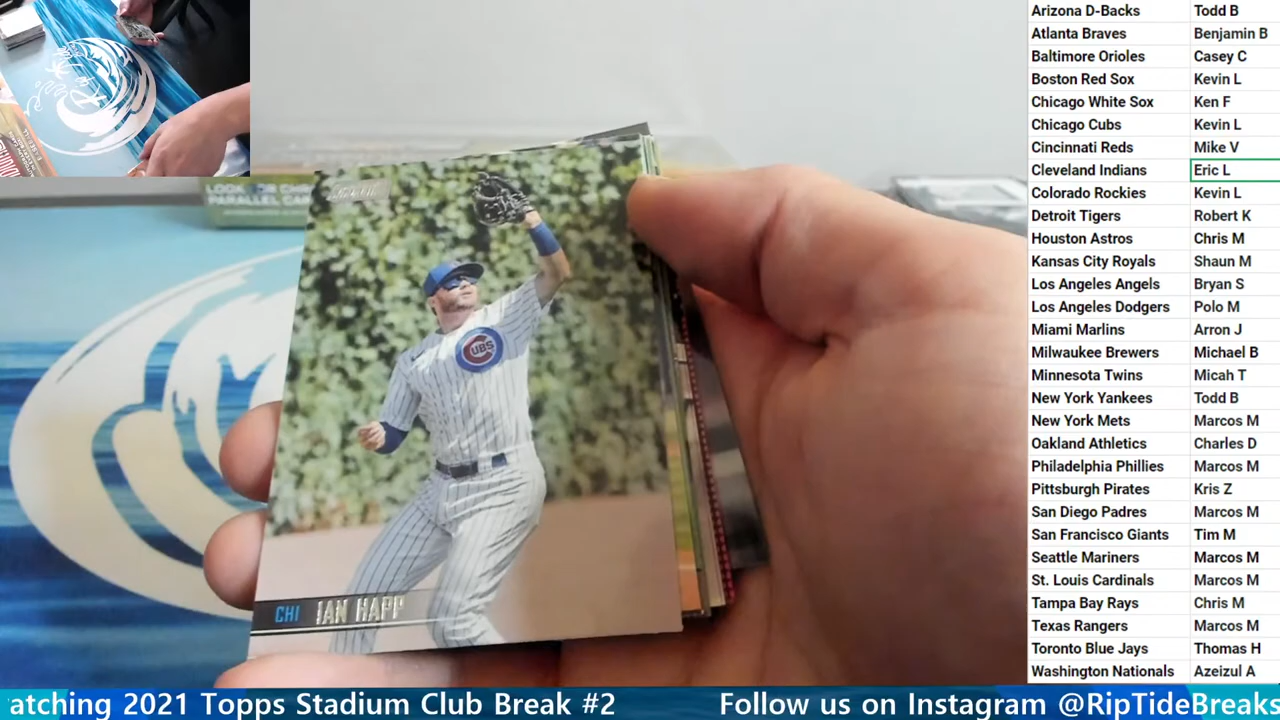 LOOK FOR
PARALLEL
CUBS
CHI IAN HAPP
Arizona D-Backs Todd B
Atlanta Braves Benjamin B
Baltimore Orioles Casey C
Boston Red Sox Kevin L
Chicago White Sox Ken F
Chicago Cubs Kevin L
Cincinnati Reds Mike V
Cleveland Indians Eric L
Colorado Rockies Kevin L
Detroit Tigers Robert K
Houston Astros Chris M
Kansas City Royals Shaun M
Los Angeles Angels Bryan S
Los Angeles Dodgers Polo M
Miami Marlins Arron J
Milwaukee Brewers Michael B
Minnesota Twins Micah T
New York Yankees Todd B
New York Mets Marcos M
Oakland Athletics Charles D
Philadelphia Phillies Marcos M
Pittsburgh Pirates Kris Z
San Diego Padres Marcos M
San Francisco Giants Tim M
Seattle Mariners Marcos M
St. Louis Cardinals Marcos M
Tampa Bay Rays Chris M
Texas Rangers Marcos M
Toronto Blue Jays Thomas H
Washington Nationals Azeizul A
atching 2021 Topps Stadium Club Break #2 Follow us on Instagram @RipTideBreaks